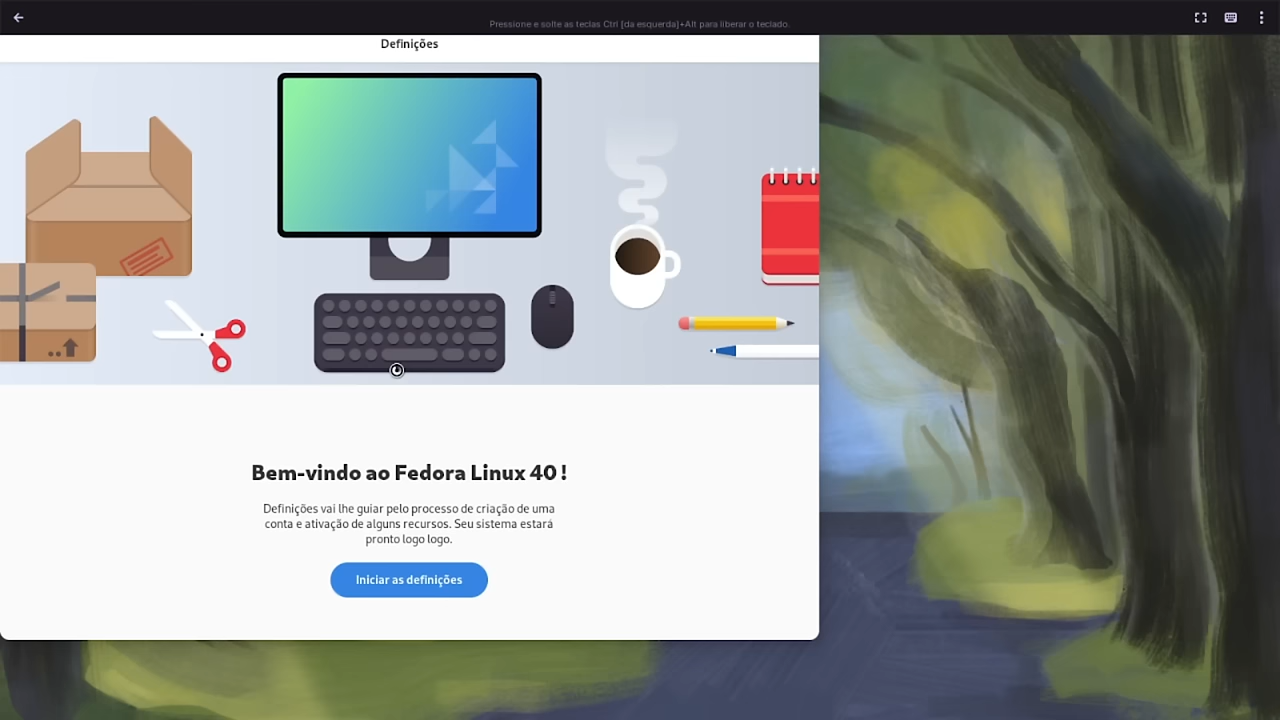 Pressione e solte as teclas Ctrl [da esquerda]+Alt para liberar o teclado.
Definições
Bem-vindo ao Fedora Linux 40 !
Definições vai lhe guiar pelo processo de criação de uma
conta e ativação de alguns recursos. Seu sistema estará
pronto logo logo.
Iniciar as definições